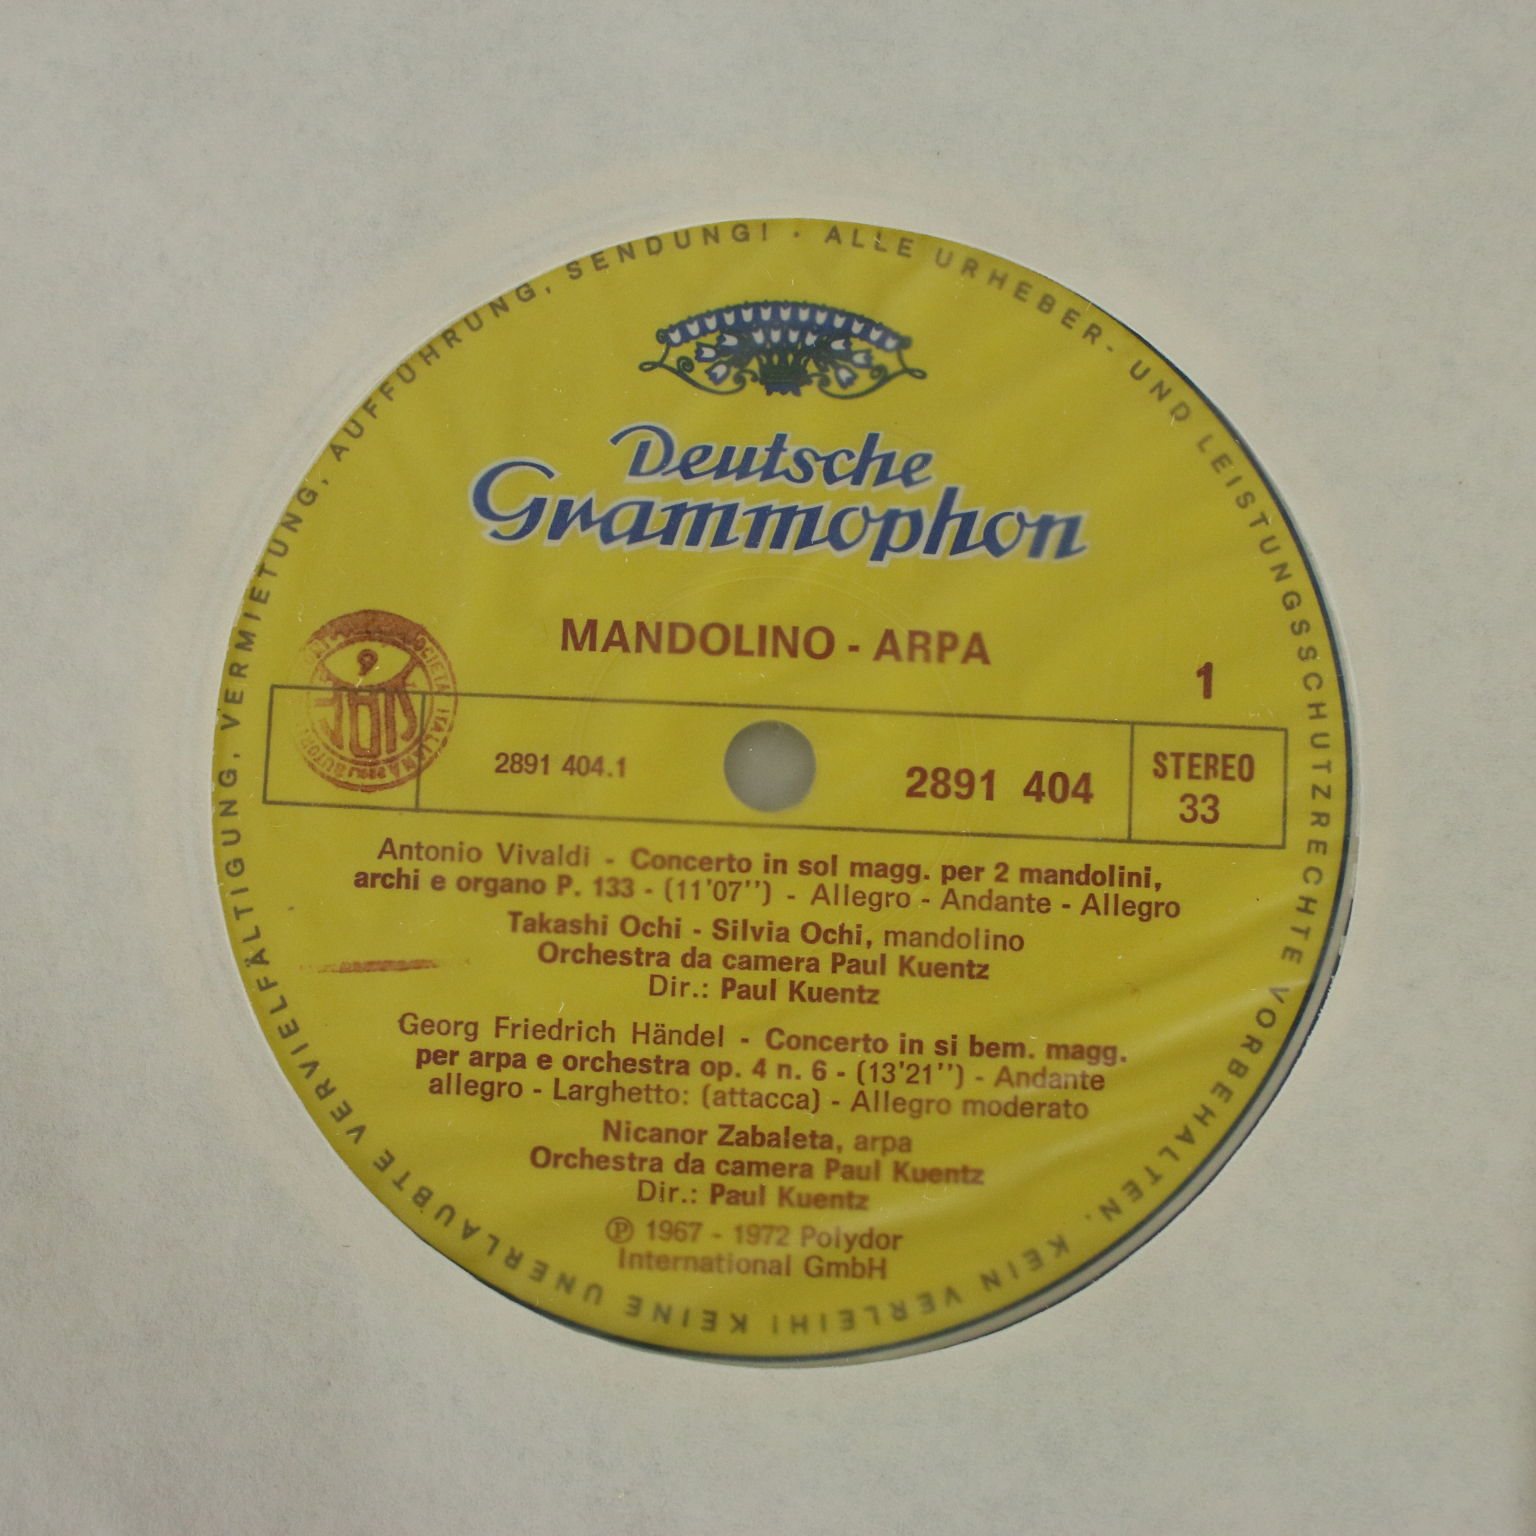 ALLE URHEBER- UND LEISTUNGSSCHUTZRECHTE VORBEHALTEN. KEIN VERLEIH! KEINE UNERLAUBTE VERVIELFÄLTIGUNG, VERMIETUNG, AUFFÜHRUNG, SENDUNG! ·
Deutsche
Grammophon
MANDOLINO - ARPA
1
2891 404.1
2891 404
STEREO
33
Antonio Vivaldi - Concerto in sol magg. per 2 mandolini,
archi e organo P. 133 - (11'07'') - Allegro - Andante - Allegro
Takashi Ochi - Silvia Ochi, mandolino
Orchestra da camera Paul Kuentz
Dir.: Paul Kuentz
Georg Friedrich Händel - Concerto in si bem. magg.
per arpa e orchestra op. 4 n. 6 - (13'21'') - Andante
allegro - Larghetto: (attacca) - Allegro moderato
Nicanor Zabaleta, arpa
Orchestra da camera Paul Kuentz
Dir.: Paul Kuentz
Ⓟ 1967 - 1972 Polydor
International GmbH